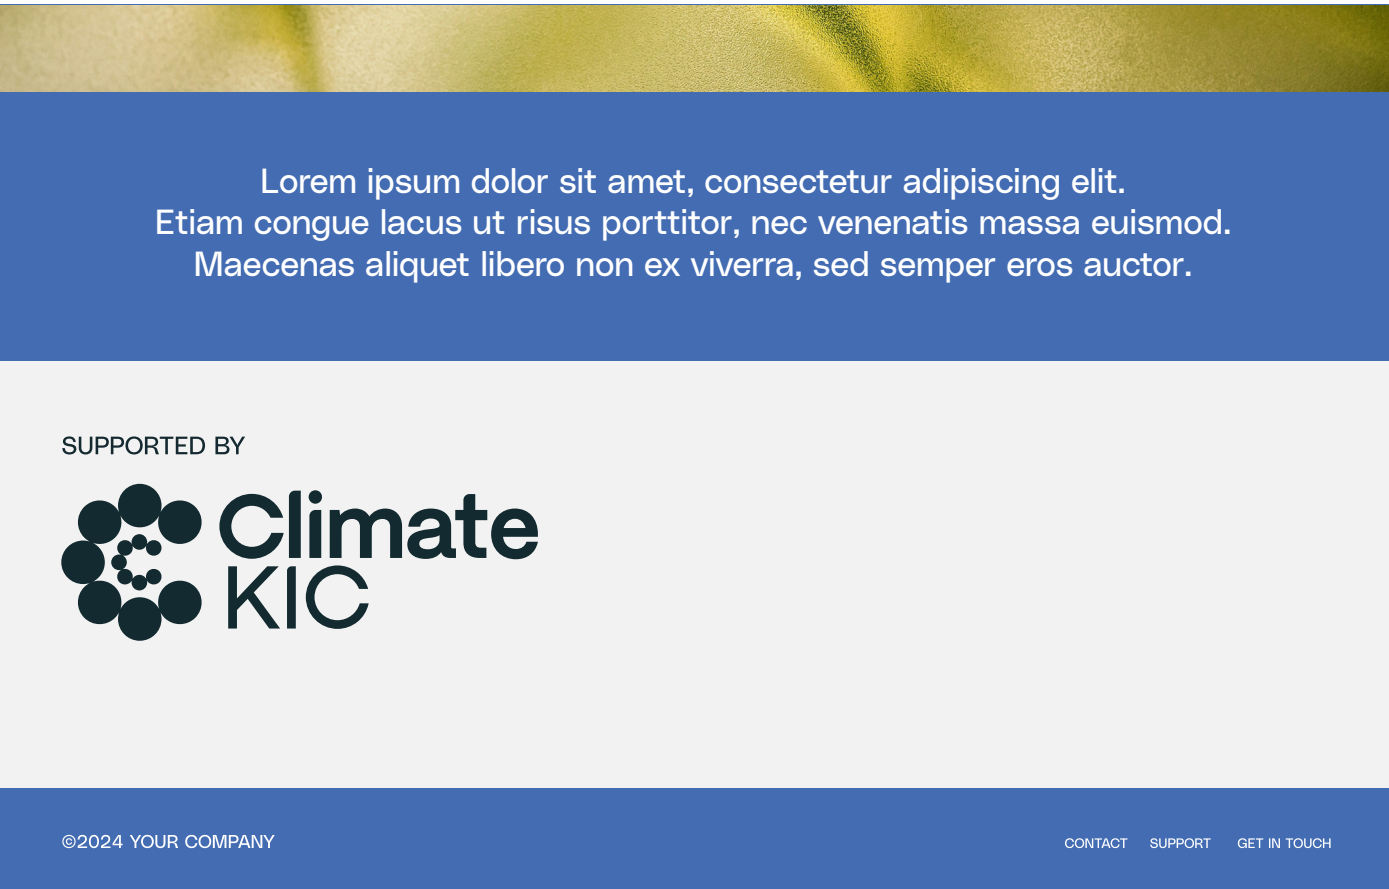 Lorem ipsum dolor sit amet, consectetur adipiscing elit.
Etiam congue lacus ut risus porttitor, nec venenatis massa euismod.
Maecenas aliquet libero non ex viverra, sed semper eros auctor.
SUPPORTED BY
Climate
KIC
©2024 YOUR COMPANY
CONTACT SUPPORT GET IN TOUCH